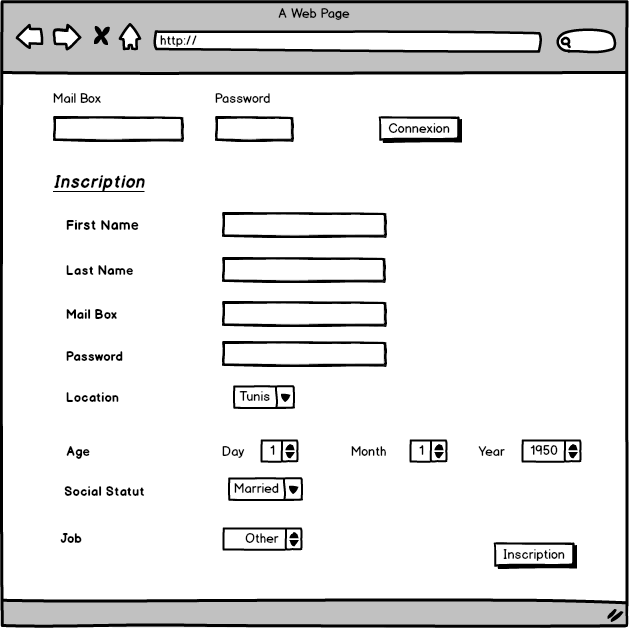 A Web Page
http://
Mail Box Password
Connexion
Inscription
First Name
Last Name
Mail Box
Password
Location Tunis
Age Day 1 Month 1 Year 1950
Social Statut Married
Job Other
Inscription